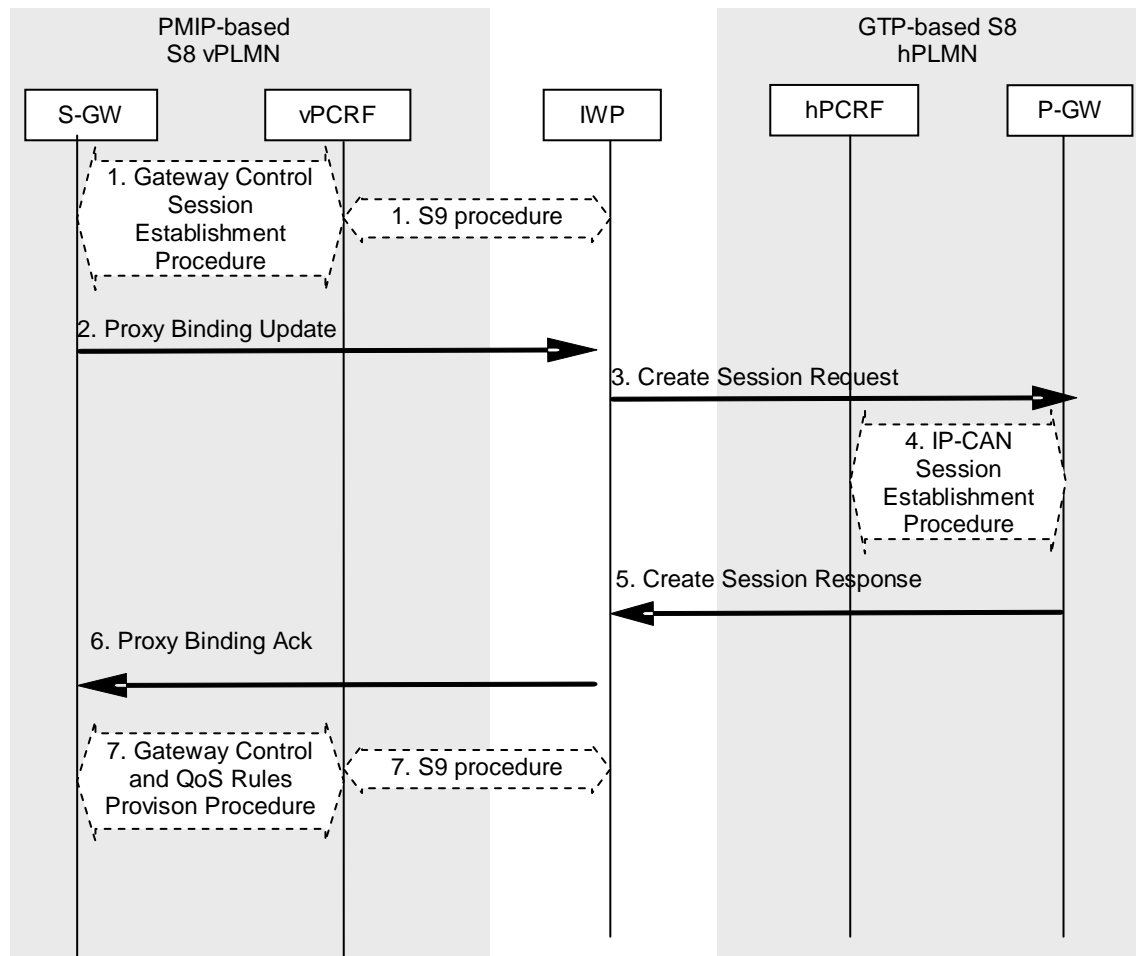 PMIP-based
S8 vPLMN
GTP-based S8
hPLMN
S-GW
vPCRF
IWP
hPCRF
P-GW
1. Gateway Control
Session
Establishment
Procedure
1. S9 procedure
2. Proxy Binding Update
3. Create Session Request
4. IP-CAN
Session
Establishment
Procedure
5. Create Session Response
6. Proxy Binding Ack
7. Gateway Control
and QoS Rules
Provison Procedure
7. S9 procedure